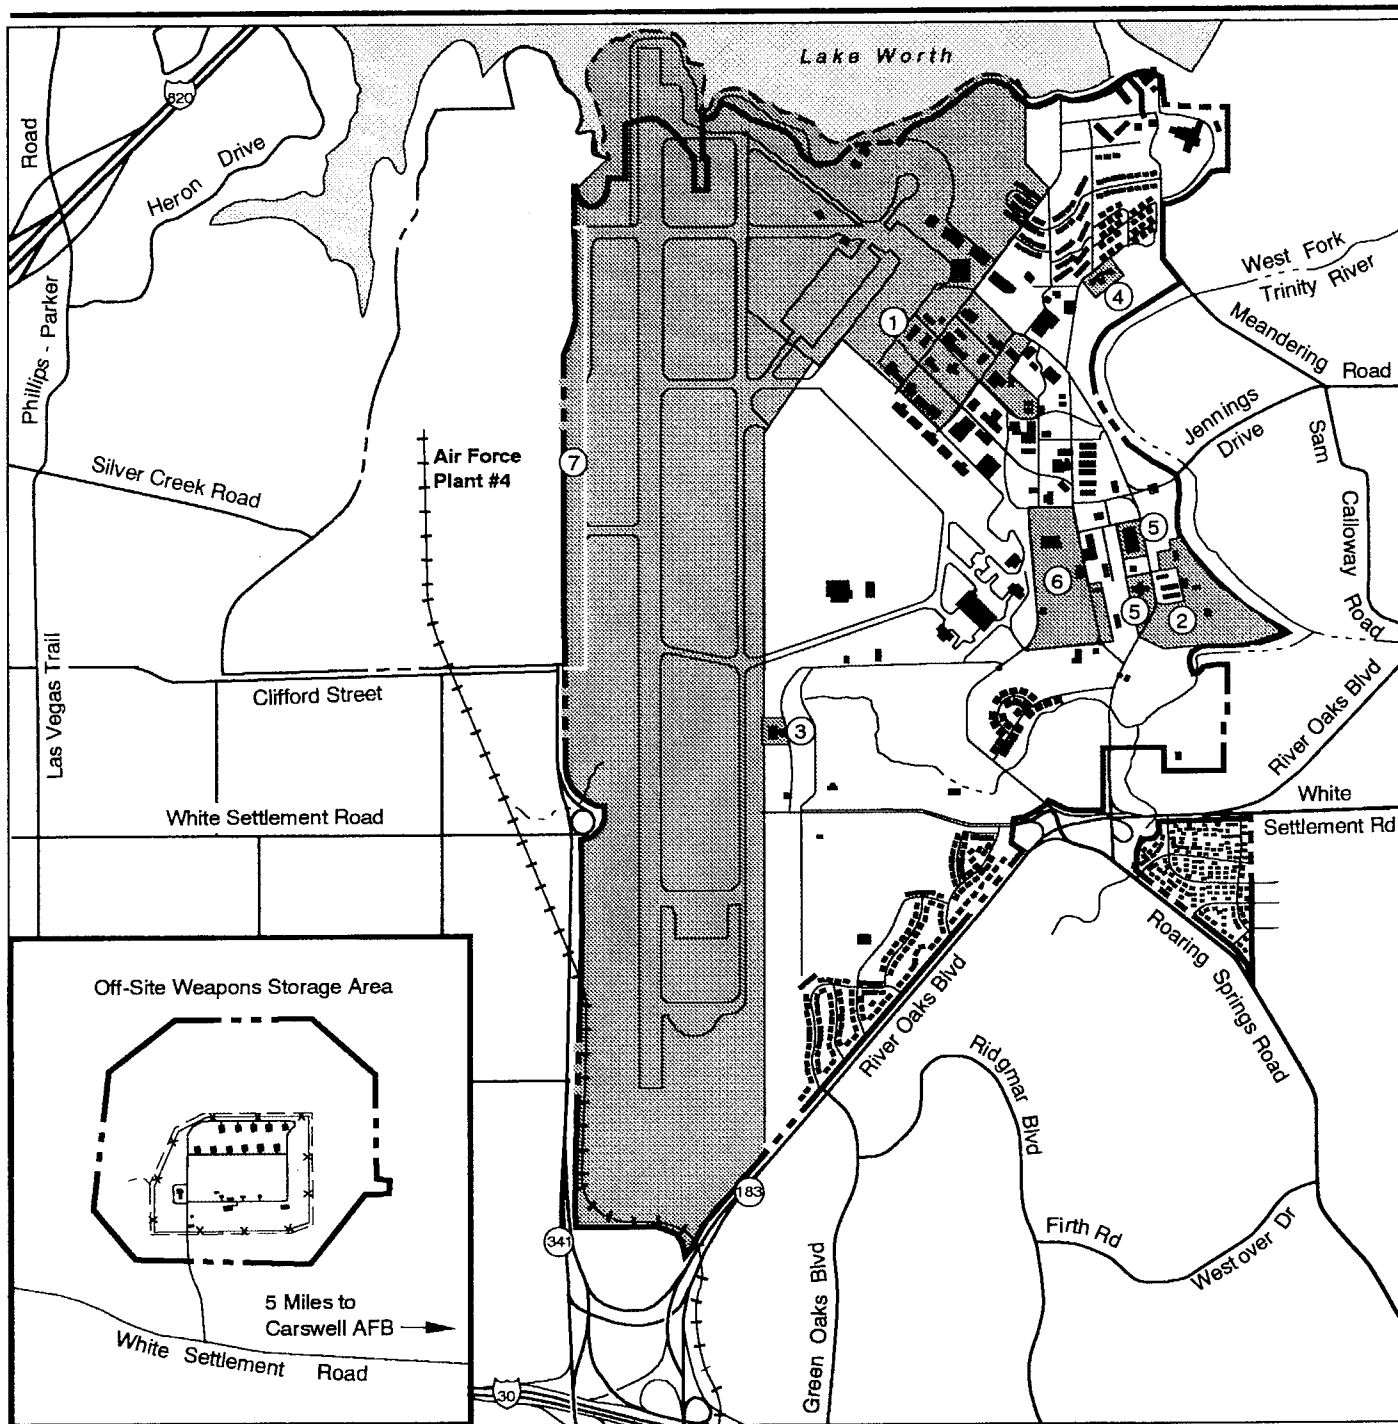 Lake Worth
820
Road
Heron Drive
West Fork
Trinity River
Phillips - Parker
4
1
Meandering
Road
Jennings
Drive
Sam
Calloway
Road
Silver Creek Road
7
Air Force
Plant #4
5
6
5
2
Las Vegas Trail
Clifford Street
3
River Oaks Blvd
White
Settlement Rd
White Settlement Road
Roaring Springs Road
River Oaks Blvd
Ridgmar Blvd
Off-Site Weapons Storage Area
183
341
Firth Rd
Westover Dr
Green Oaks Blvd
5 Miles to
Carswell AFB
White Settlement Road
30